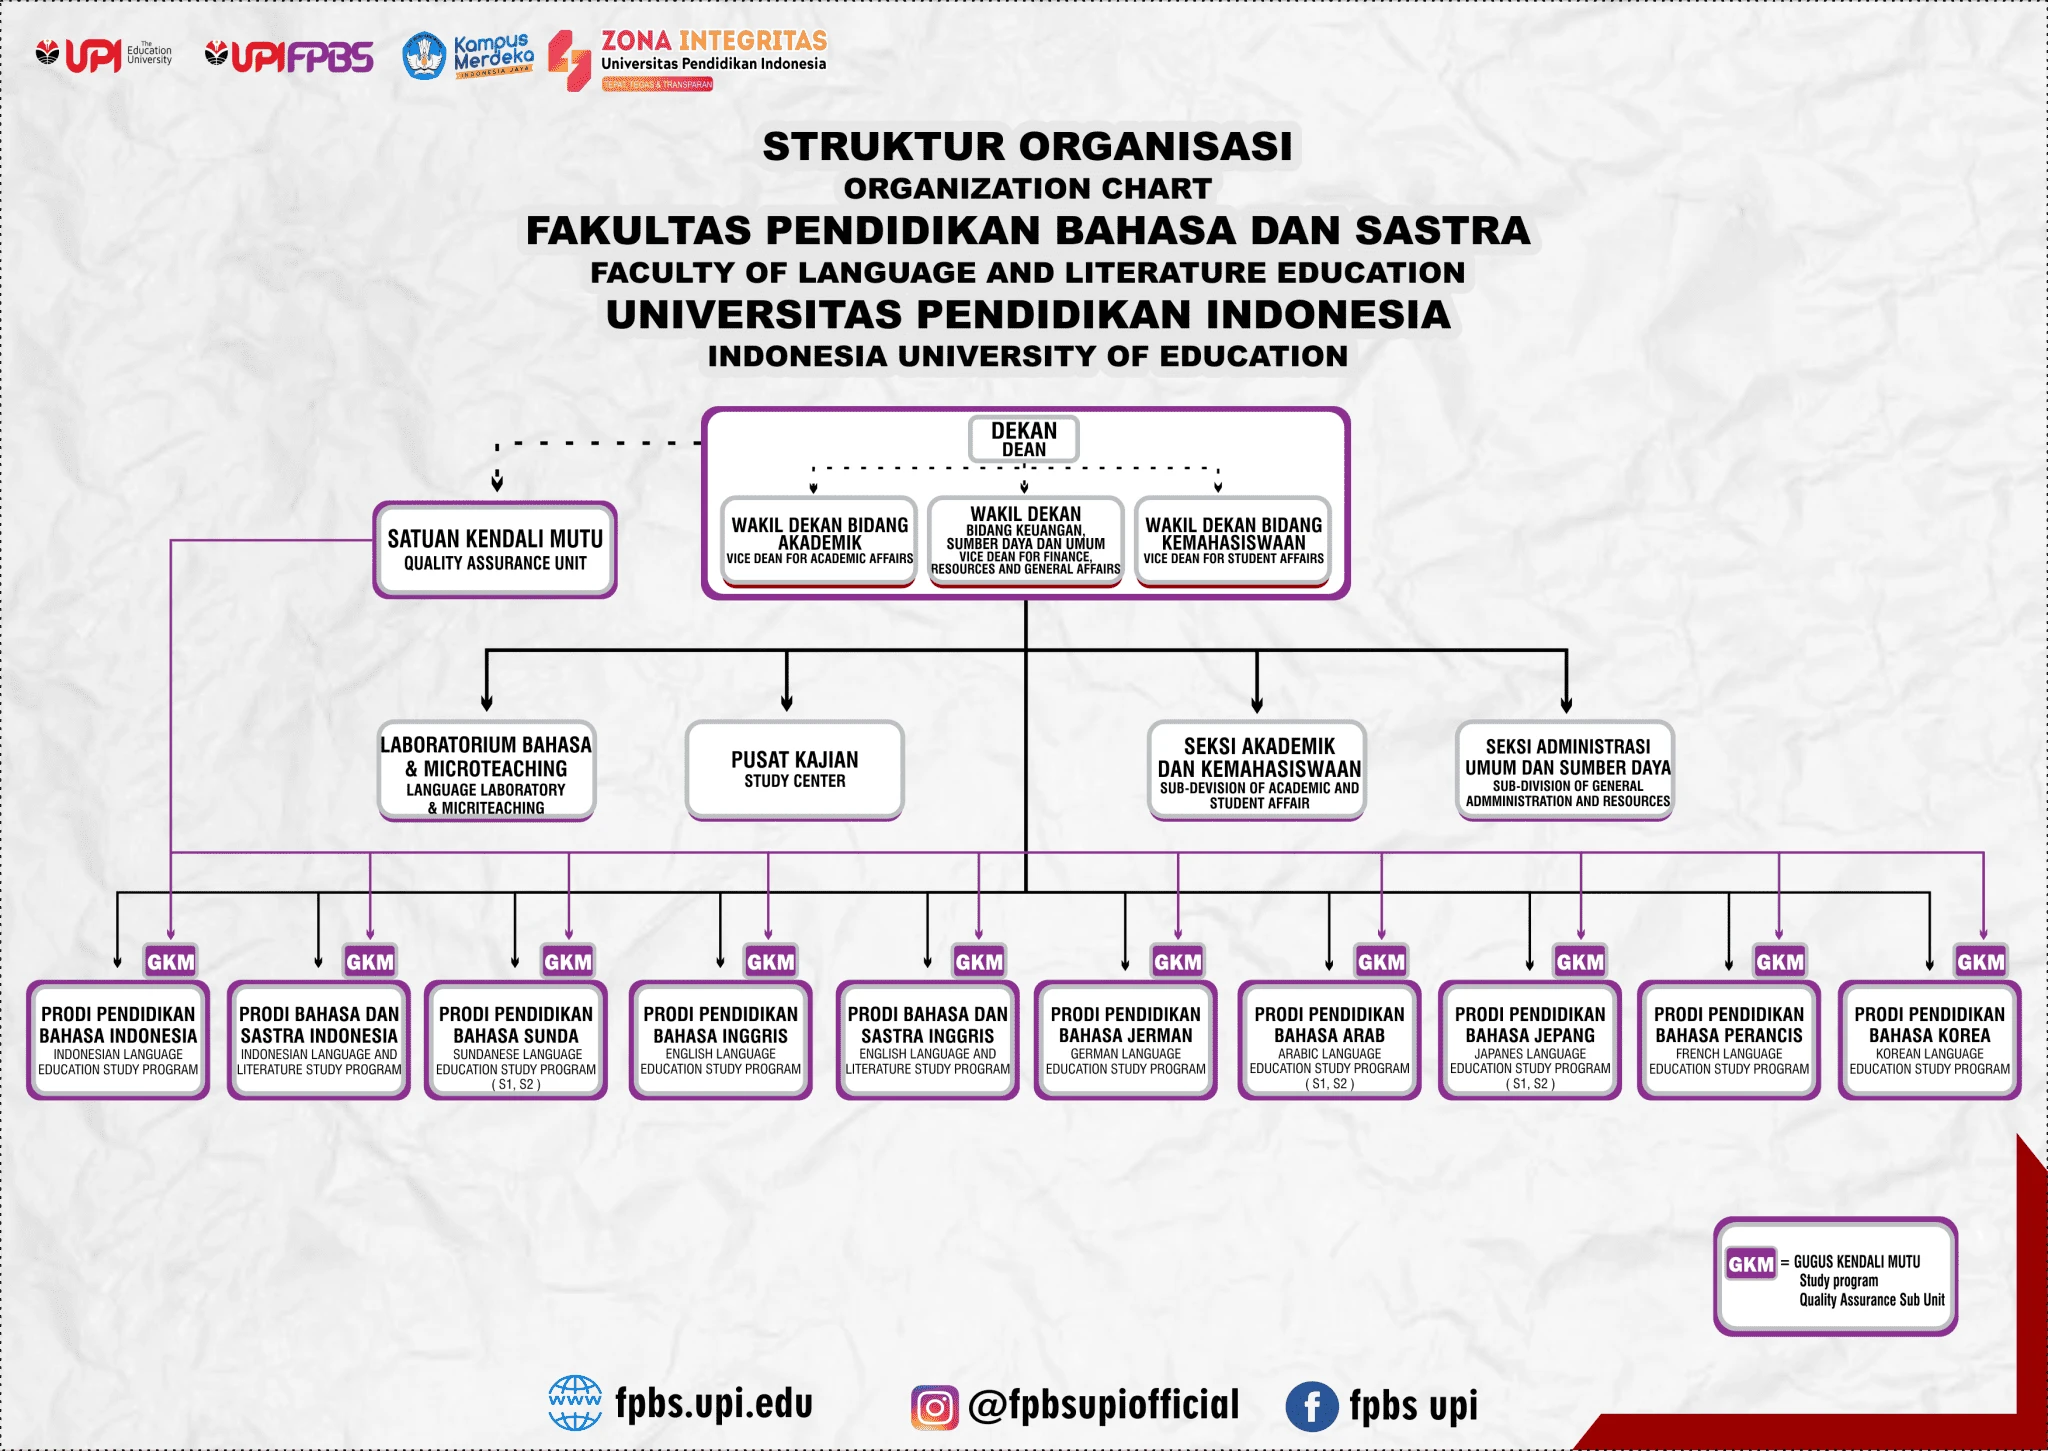 UPI The Education University
UPI FPBS
Kampus Merdeka
INDONESIA JAYA
ZONA INTEGRITAS
Universitas Pendidikan Indonesia
CEPAT, TEGAS & TRANSPARAN
STRUKTUR ORGANISASI
ORGANIZATION CHART
FAKULTAS PENDIDIKAN BAHASA DAN SASTRA
FACULTY OF LANGUAGE AND LITERATURE EDUCATION
UNIVERSITAS PENDIDIKAN INDONESIA
INDONESIA UNIVERSITY OF EDUCATION
DEKAN
DEAN
WAKIL DEKAN BIDANG
AKADEMIK
VICE DEAN FOR ACADEMIC AFFAIRS
WAKIL DEKAN
BIDANG KEUANGAN,
SUMBER DAYA DAN UMUM
VICE DEAN FOR FINANCE,
RESOURCES AND GENERAL AFFAIRS
WAKIL DEKAN BIDANG
KEMAHASISWAAN
VICE DEAN FOR STUDENT AFFAIRS
SATUAN KENDALI MUTU
QUALITY ASSURANCE UNIT
LABORATORIUM BAHASA
& MICROTEACHING
LANGUAGE LABORATORY
& MICRITEACHING
PUSAT KAJIAN
STUDY CENTER
SEKSI AKADEMIK
DAN KEMAHASISWAAN
SUB-DEVISION OF ACADEMIC AND
STUDENT AFFAIR
SEKSI ADMINISTRASI
UMUM DAN SUMBER DAYA
SUB-DIVISION OF GENERAL
ADMMINISTRATION AND RESOURCES
GKM
PRODI PENDIDIKAN
BAHASA INDONESIA
INDONESIAN LANGUAGE
EDUCATION STUDY PROGRAM
GKM
PRODI BAHASA DAN
SASTRA INDONESIA
INDONESIAN LANGUAGE AND
LITERATURE STUDY PROGRAM
GKM
PRODI PENDIDIKAN
BAHASA SUNDA
SUNDANESE LANGUAGE
EDUCATION STUDY PROGRAM
( S1, S2 )
GKM
PRODI PENDIDIKAN
BAHASA INGGRIS
ENGLISH LANGUAGE
EDUCATION STUDY PROGRAM
GKM
PRODI BAHASA DAN
SASTRA INGGRIS
ENGLISH LANGUAGE AND
LITERATURE STUDY PROGRAM
GKM
PRODI PENDIDIKAN
BAHASA JERMAN
GERMAN LANGUAGE
EDUCATION STUDY PROGRAM
GKM
PRODI PENDIDIKAN
BAHASA ARAB
ARABIC LANGUAGE
EDUCATION STUDY PROGRAM
( S1, S2 )
GKM
PRODI PENDIDIKAN
BAHASA JEPANG
JAPANES LANGUAGE
EDUCATION STUDY PROGRAM
( S1, S2 )
GKM
PRODI PENDIDIKAN
BAHASA PERANCIS
FRENCH LANGUAGE
EDUCATION STUDY PROGRAM
GKM
PRODI PENDIDIKAN
BAHASA KOREA
KOREAN LANGUAGE
EDUCATION STUDY PROGRAM
GKM = GUGUS KENDALI MUTU
Study program
Quality Assurance Sub Unit
www fpbs.upi.edu
@fpbsupiofficial
f fpbs upi